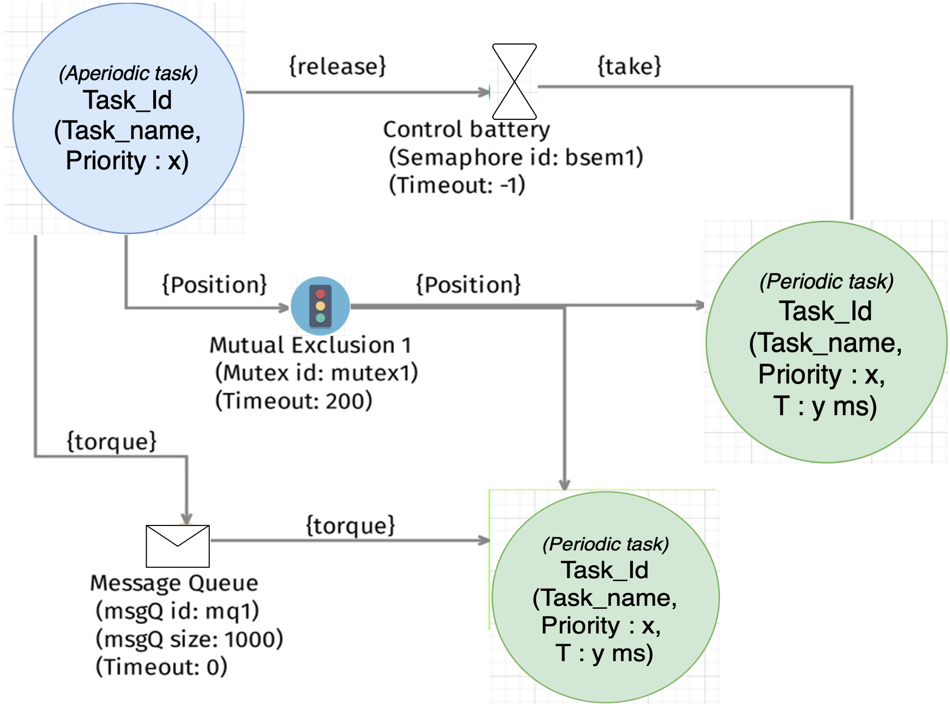 (Aperiodic task)
Task_Id
(Task_name,
Priority : x)
{release}
{take}
Control battery
(Semaphore id: bsem1)
(Timeout: -1)
{Position}
{Position}
Mutual Exclusion 1
(Mutex id: mutex1)
(Timeout: 200)
(Periodic task)
Task_Id
(Task_name,
Priority : x,
T : y ms)
{torque}
{torque}
Message Queue
(msgQ id: mq1)
(msgQ size: 1000)
(Timeout: 0)
(Periodic task)
Task_Id
(Task_name,
Priority : x,
T : y ms)